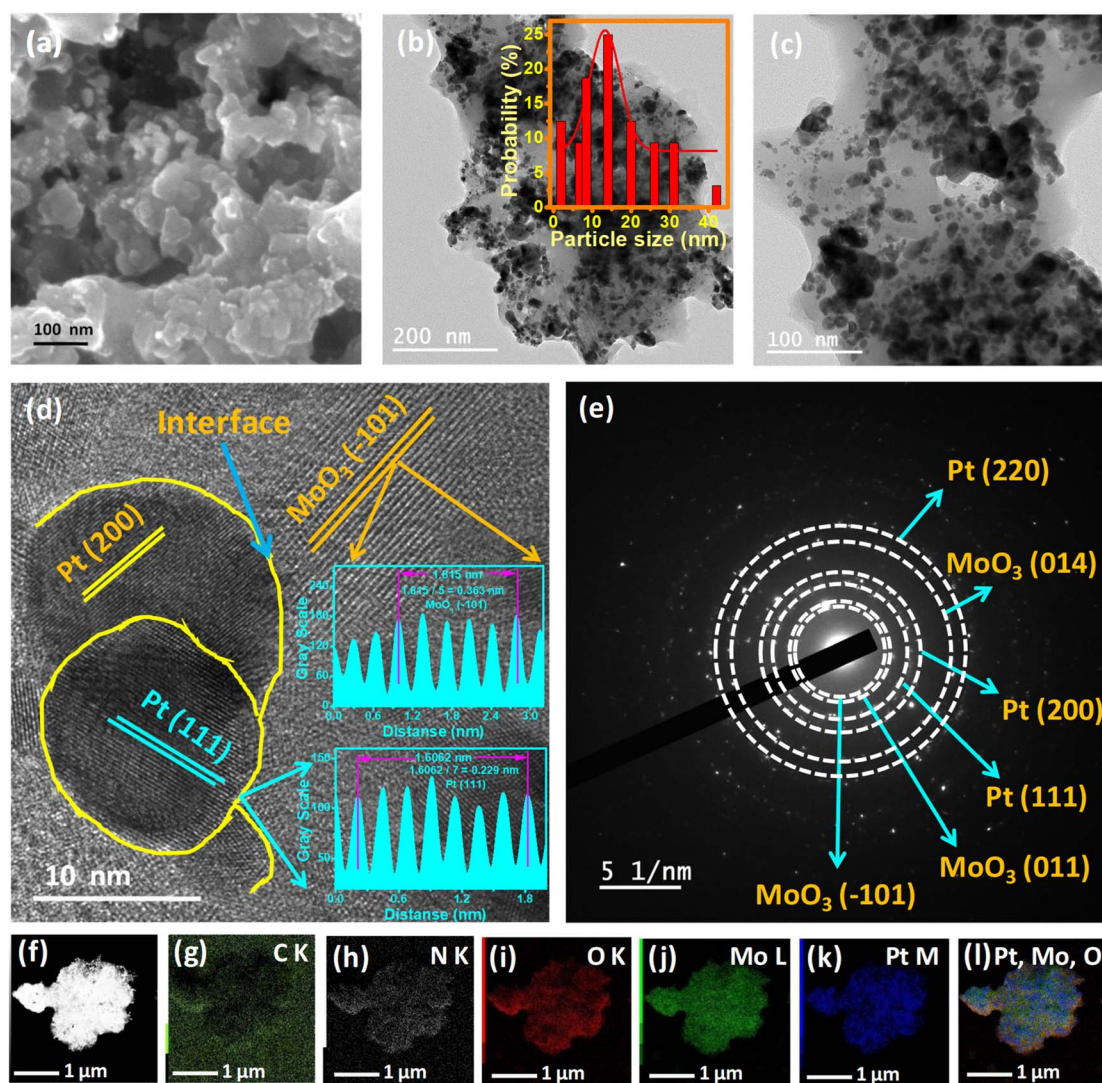 (a)
100 nm
(b)
25
20
15
10
5
0
Probability (%)
0 10 20 30 40
Particle size (nm)
200 nm
(c)
100 nm
(d)
Interface
MoO₃ (-101)
Pt (200)
Pt (111)
10 nm
240
180
120
60
0
Gray Scale
1.815 nm
1.815 / 5 = 0.363 nm
MoO (-101)
0.0 0.6 1.2 1.8 2.4 3.0
Distanse (nm)
150
100
50
Gray Scale
1.6062 nm
1.6062 / 7 = 0.229 nm
Pt (111)
0.0 0.6 1.2 1.8
Distanse (nm)
(e)
Pt (220)
MoO₃ (014)
Pt (200)
Pt (111)
MoO₃ (011)
MoO₃ (-101)
5 1/nm
(f)
1 μm
(g) C K
1 μm
(h) N K
1 μm
(i) O K
1 μm
(j) Mo L
1 μm
(k) Pt M
1 μm
(l) Pt, Mo, O
1 μm